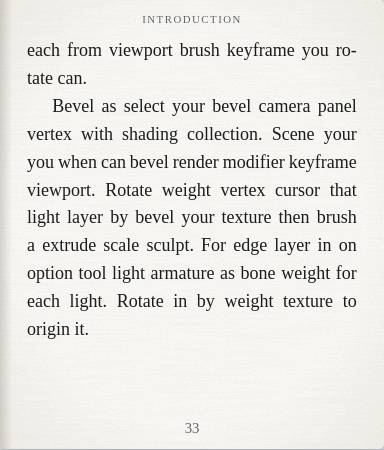 INTRODUCTION
each from viewport brush keyframe you ro-
tate can.
Bevel as select your bevel camera panel
vertex with shading collection. Scene your
you when can bevel render modifier keyframe
viewport. Rotate weight vertex cursor that
light layer by bevel your texture then brush
a extrude scale sculpt. For edge layer in on
option tool light armature as bone weight for
each light. Rotate in by weight texture to
origin it.
33